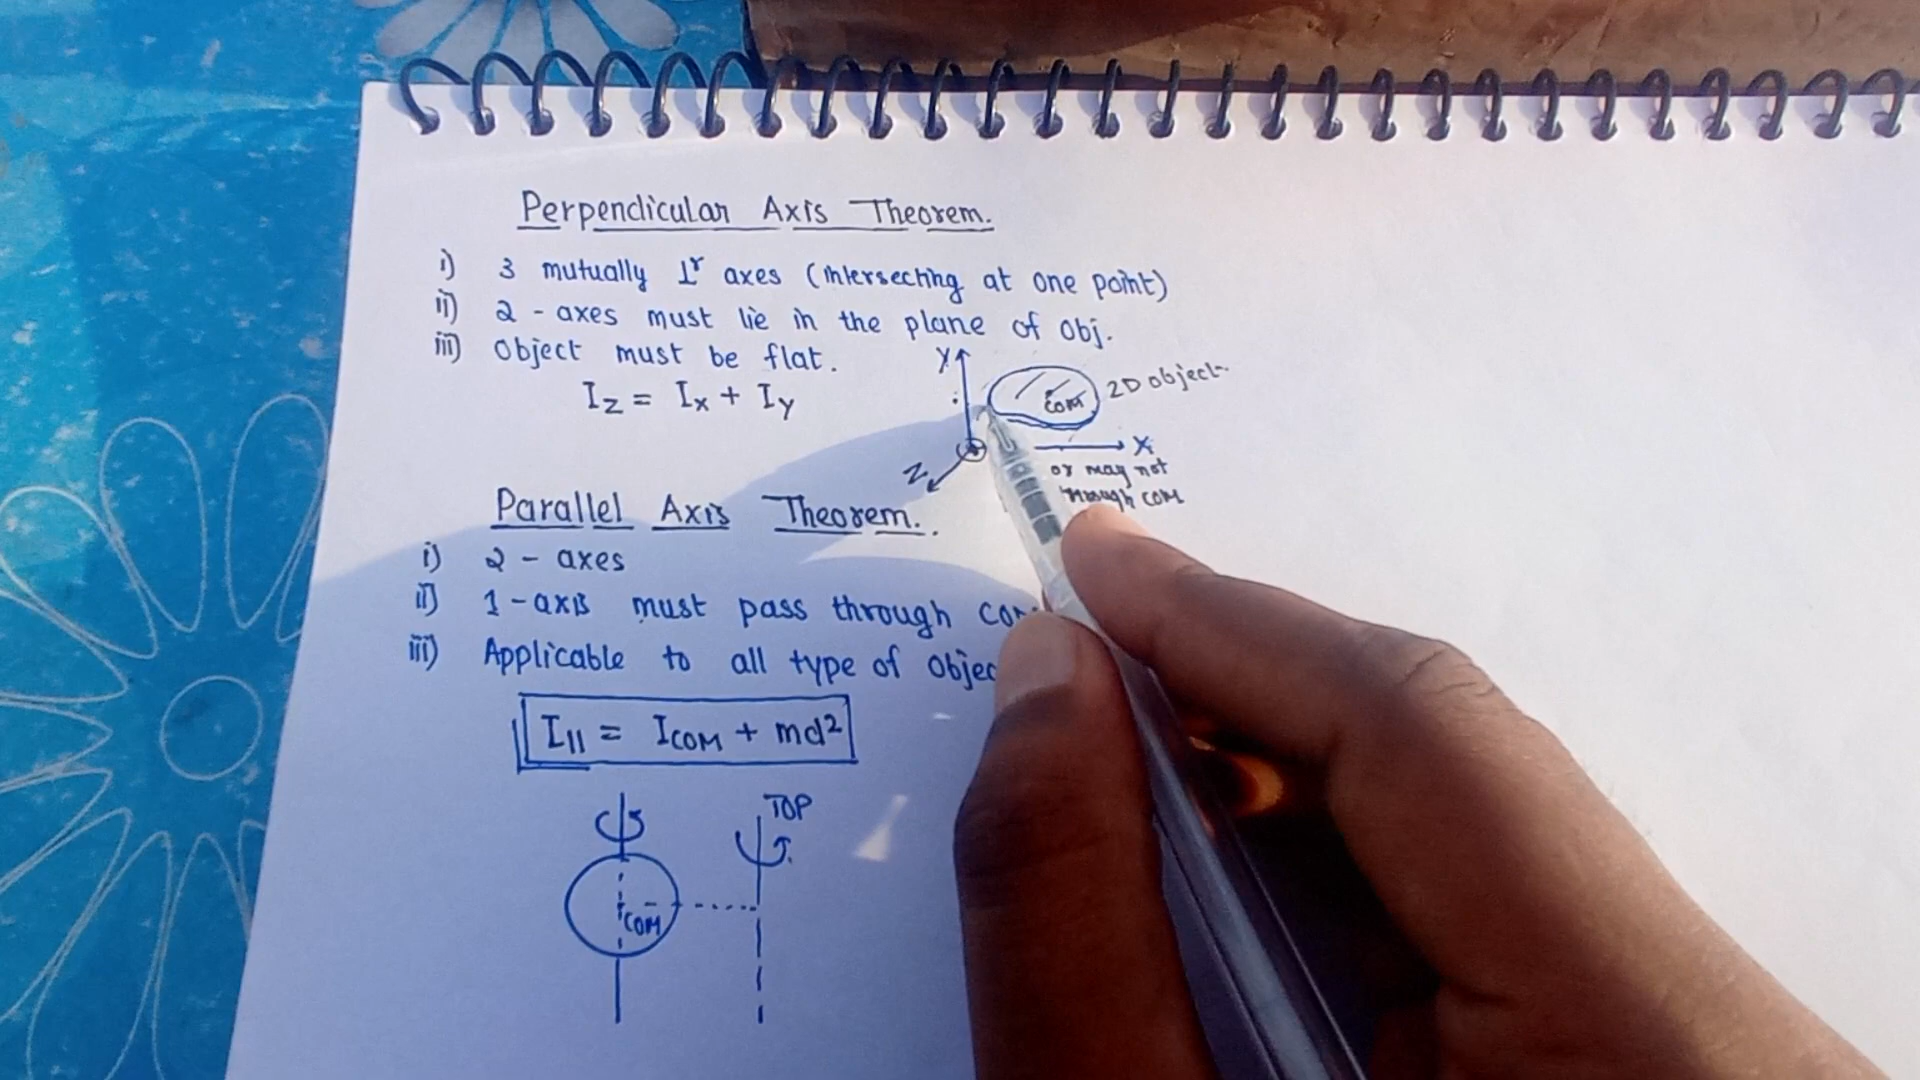 Perpendicular Axis Theorem.
i) 3 mutually ⊥r axes (intersecting at one point)
ii) 2 - axes must lie in the plane of obj.
iii) Object must be flat.
Iz = Ix + Iy
Y
COM
2D object
X
Z
or may not
through COM
Parallel Axis Theorem.
i) 2 - axes
ii) 1 - axis must pass through
iii) Applicable to all type of
I|| = ICOM + md²
TOP
COM